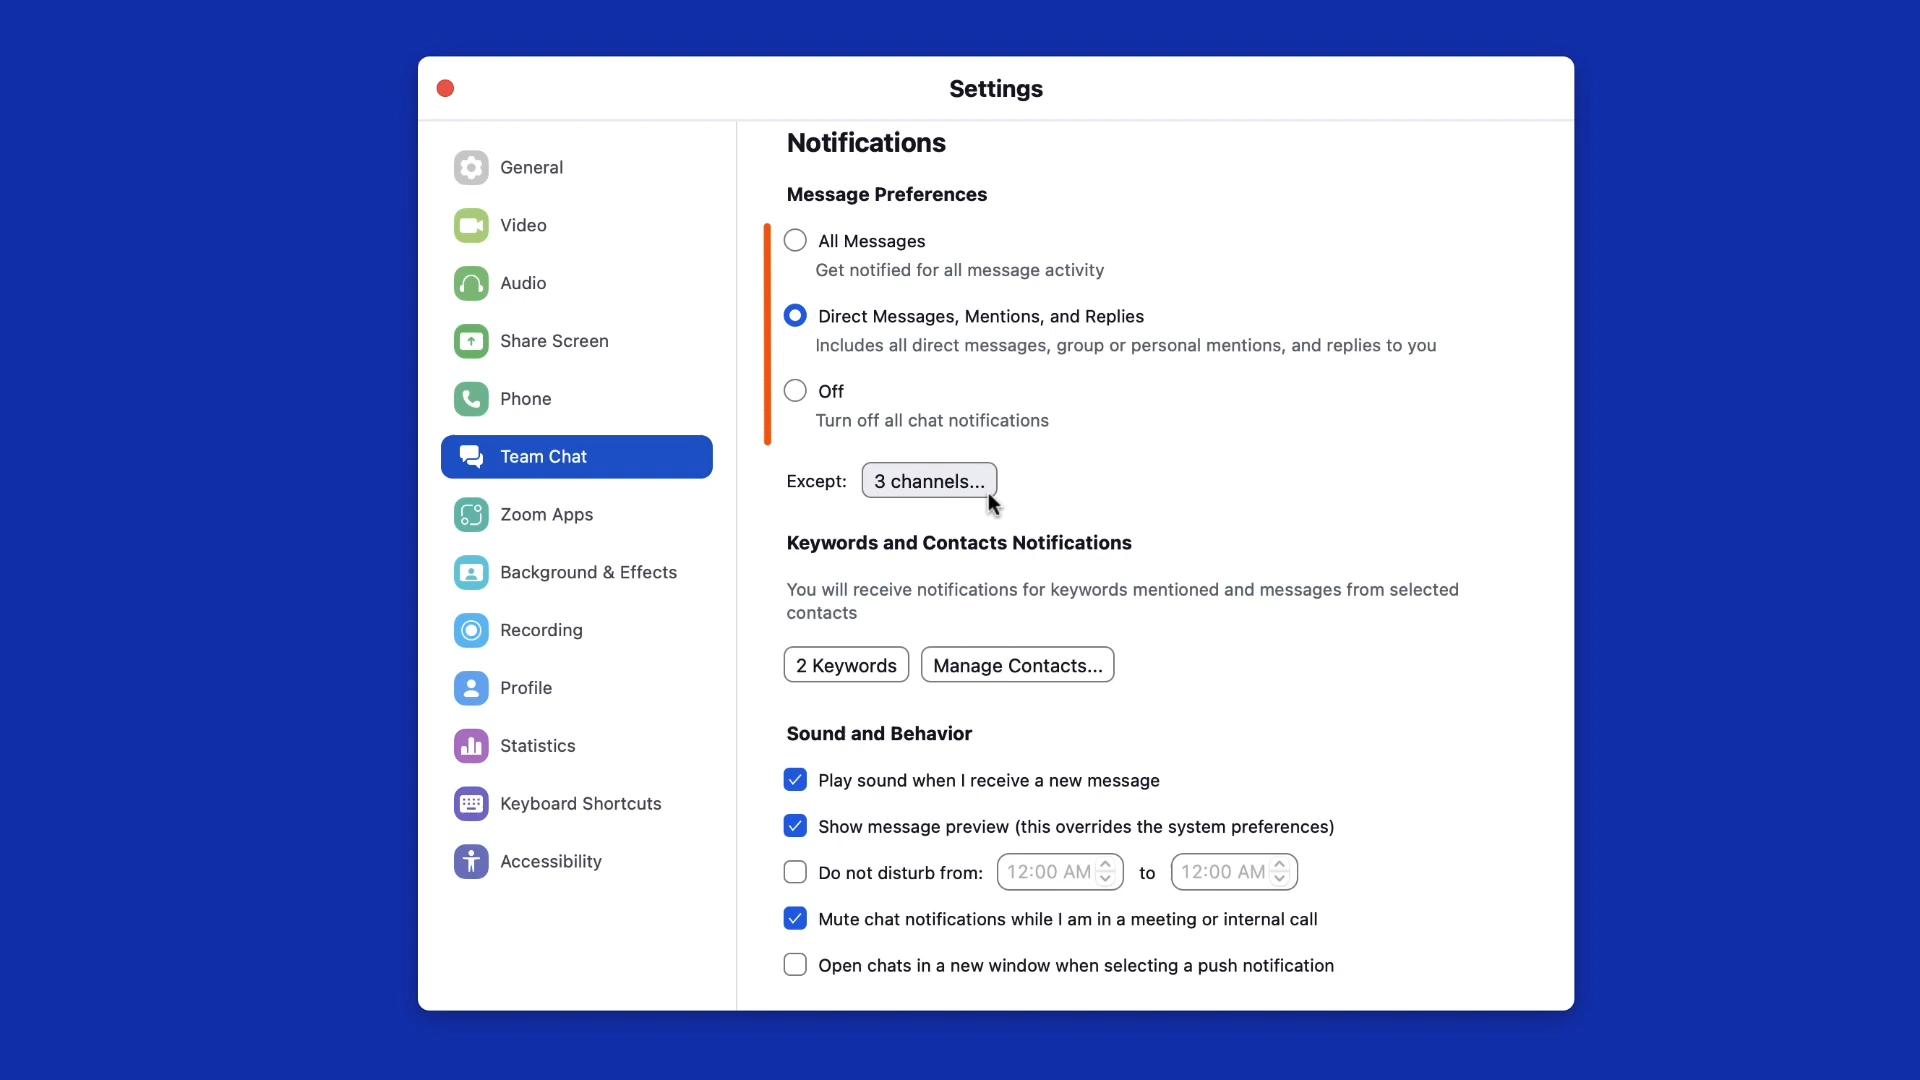 Settings
General
Video
Audio
Share Screen
Phone
Team Chat
Zoom Apps
Background & Effects
Recording
Profile
Statistics
Keyboard Shortcuts
Accessibility
Notifications
Message Preferences
All Messages
Get notified for all message activity
Direct Messages, Mentions, and Replies
Includes all direct messages, group or personal mentions, and replies to you
Off
Turn off all chat notifications
Except: 3 channels...
Keywords and Contacts Notifications
You will receive notifications for keywords mentioned and messages from selected
contacts
2 Keywords Manage Contacts...
Sound and Behavior
Play sound when I receive a new message
Show message preview (this overrides the system preferences)
Do not disturb from: 12:00 AM to 12:00 AM
Mute chat notifications while I am in a meeting or internal call
Open chats in a new window when selecting a push notification